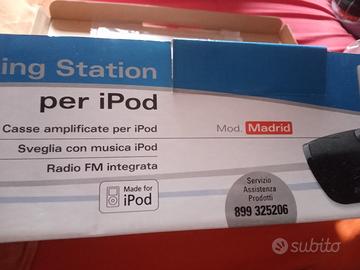 ing Station
per iPod
Casse amplificate per iPod
Mod. Madrid
Sveglia con musica iPod
Radio FM integrata
Made for
iPod
Servizio
Assistenza
Prodotti
899 325206
subito